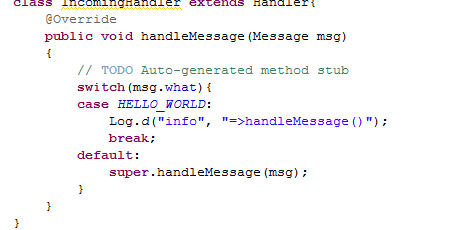 class IncomingHandler extends Handler{
@Override
public void handleMessage(Message msg)
{
// TODO Auto-generated method stub
switch(msg.what){
case HELLO_WORLD:
Log.d("info", "=>handleMessage()");
break;
default:
super.handleMessage(msg);
}
}
}